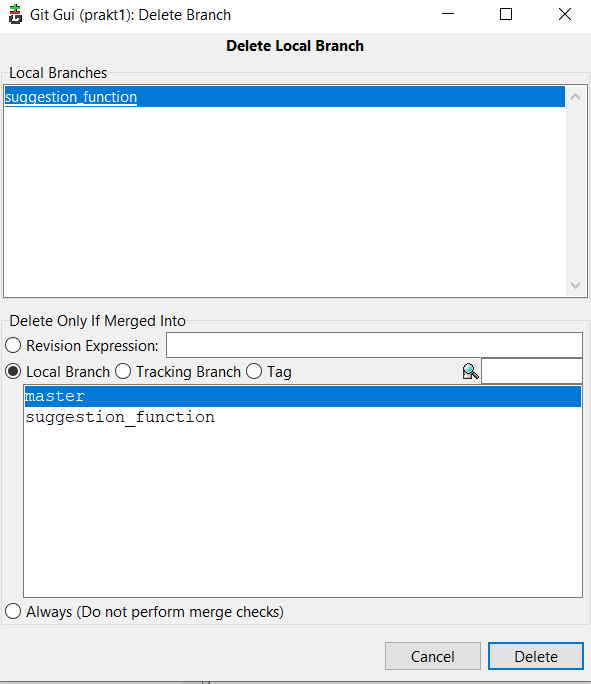 Git Gui (prakt1): Delete Branch
Delete Local Branch
Local Branches
suggestion_function
Delete Only If Merged Into
Revision Expression:
Local Branch Tracking Branch Tag
master
suggestion_function
Always (Do not perform merge checks)
Cancel Delete